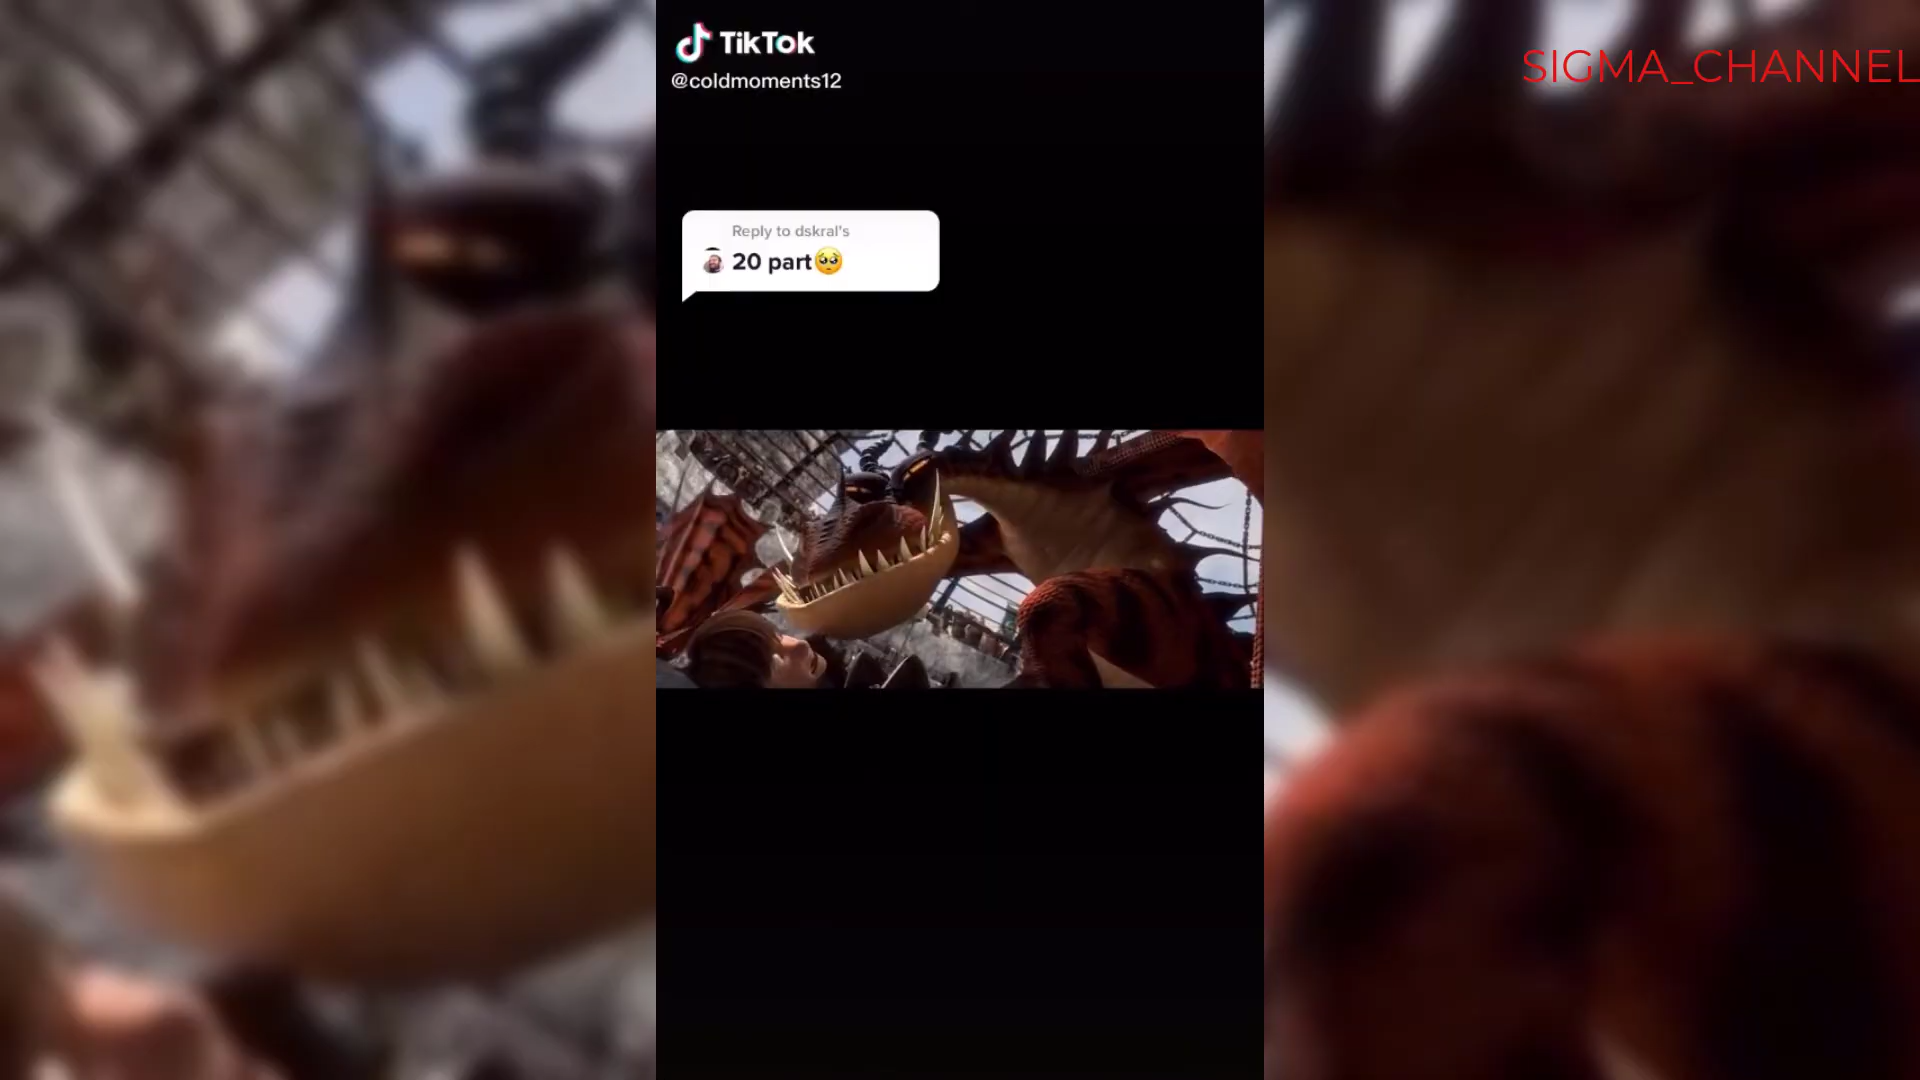 TikTok
@coldmoments12
SIGMA_CHANNEL
Reply to dskral's
20 part🥺